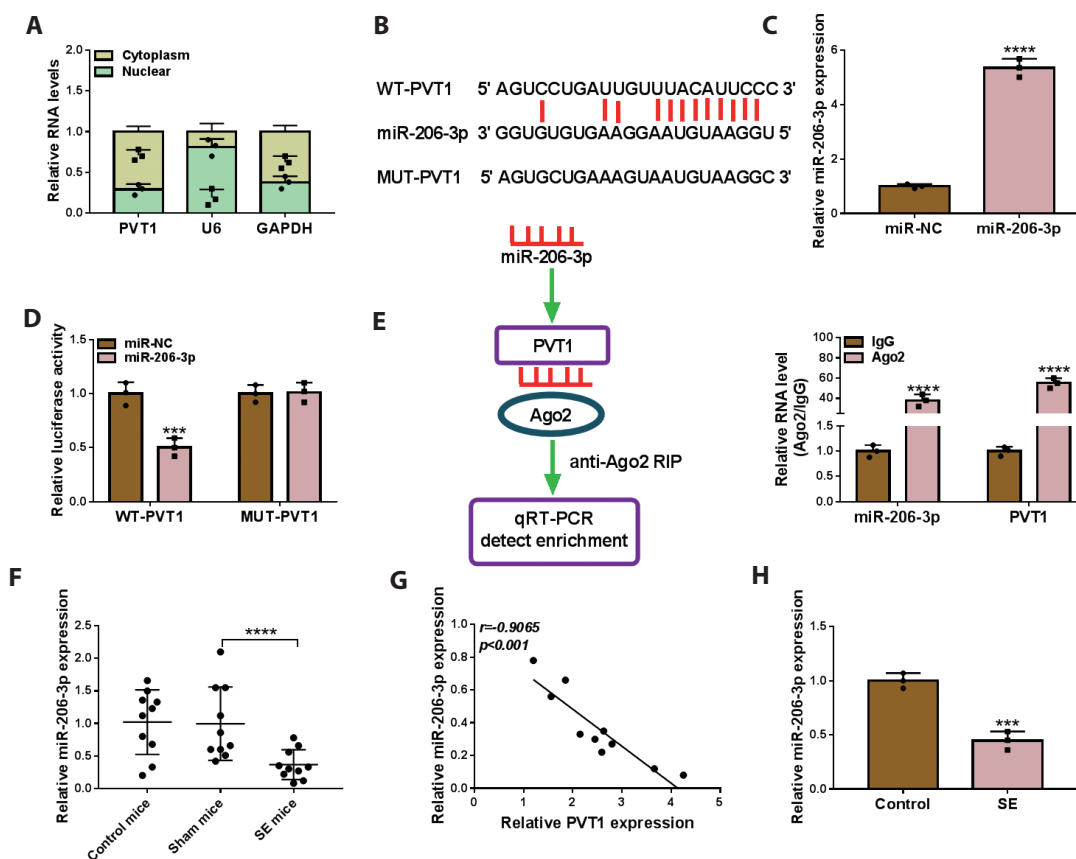 A
Relative RNA levels
2.0
1.5
1.0
0.5
0.0
Cytoplasm
Nuclear
PVT1 U6 GAPDH
B
WT-PVT1 5' AGUCCUGAUUGUUUACAUUCCC 3'
miR-206-3p 3' GGUGUGUGAAGGAAUGUAAGGU 5'
MUT-PVT1 5' AGUGCUGAAAGUAAUGUAAGGC 3'
C
Relative miR-206-3p expression
6
4
2
0
****
miR-NC miR-206-3p
D
Relative luciferase activity
1.5
1.0
0.5
0.0
miR-NC
miR-206-3p
***
WT-PVT1 MUT-PVT1
E
miR-206-3p
PVT1
Ago2
anti-Ago2 RIP
qRT-PCR
detect enrichment
Relative RNA level
(Ago2/IgG)
100
80
60
40
1.5
1.0
0.5
0.0
IgG
Ago2
**** ****
miR-206-3p PVT1
F
Relative miR-206-3p expression
2.5
2.0
1.5
1.0
0.5
0.0
****
Control mice Sham mice SE mice
G
r=-0.9065
p<0.001
Relative miR-206-3p expression
1.0
0.8
0.6
0.4
0.2
0.0
0 1 2 3 4 5
Relative PVT1 expression
H
Relative miR-206-3p expression
1.5
1.0
0.5
0.0
***
Control SE